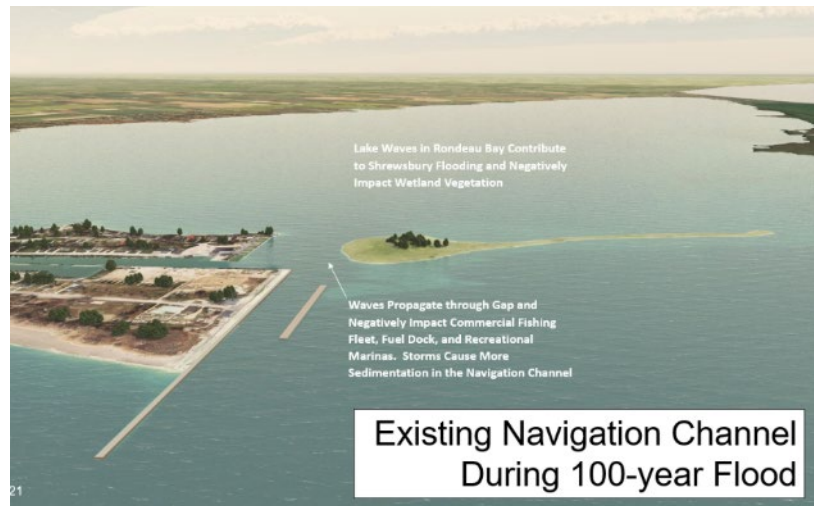 Lake Waves in Rondeau Bay Contribute
to Shrewsbury Flooding and Negatively
Impact Wetland Vegetation
Waves Propagate through Gap and
Negatively Impact Commercial Fishing
Fleet, Fuel Dock, and Recreational
Marinas. Storms Cause More
Sedimentation in the Navigation Channel
Existing Navigation Channel
During 100-year Flood
21